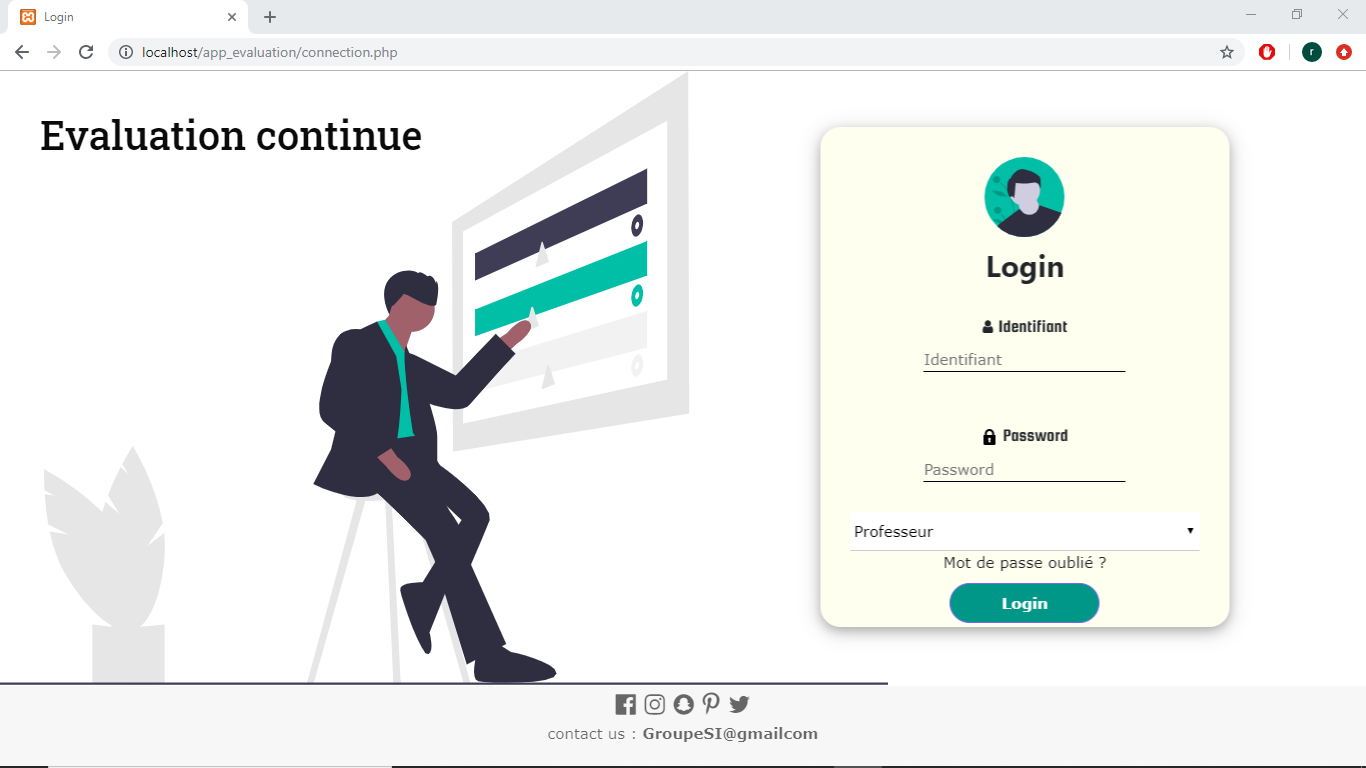 Login
localhost/app_evaluation/connection.php
r
Evaluation continue
Login
Identifiant
Identifiant
Password
Password
Professeur
Mot de passe oublié ?
Login
contact us : GroupeSI@gmailcom